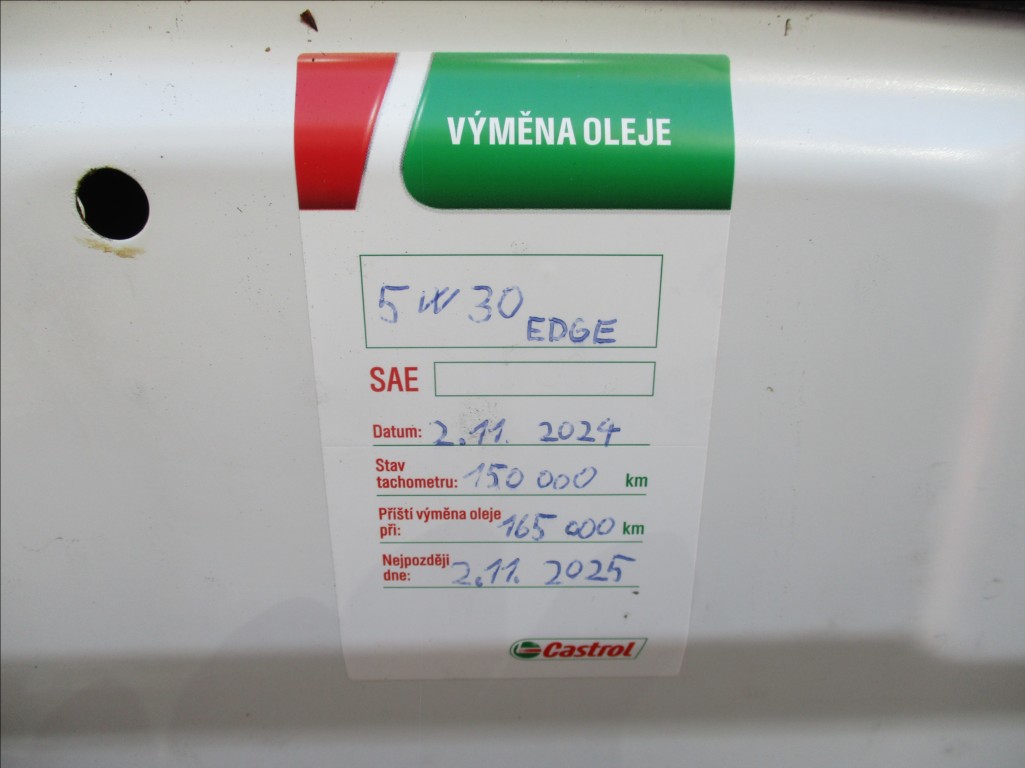 VÝMĚNA OLEJE
5W30
EDGE
SAE
Datum: 2.11. 2024
Stav
tachometru: 150 000 km
Příští výměna oleje
při: 165 000 km
Nejpozději
dne: 2.11. 2025
Castrol